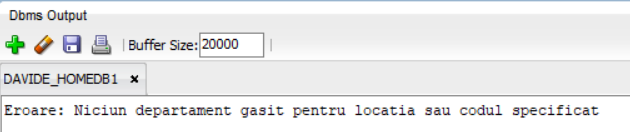 Dbms Output
Buffer Size: 20000
DAVIDE_HOMEDB1
Eroare: Niciun departament gasit pentru locatia sau codul specificat